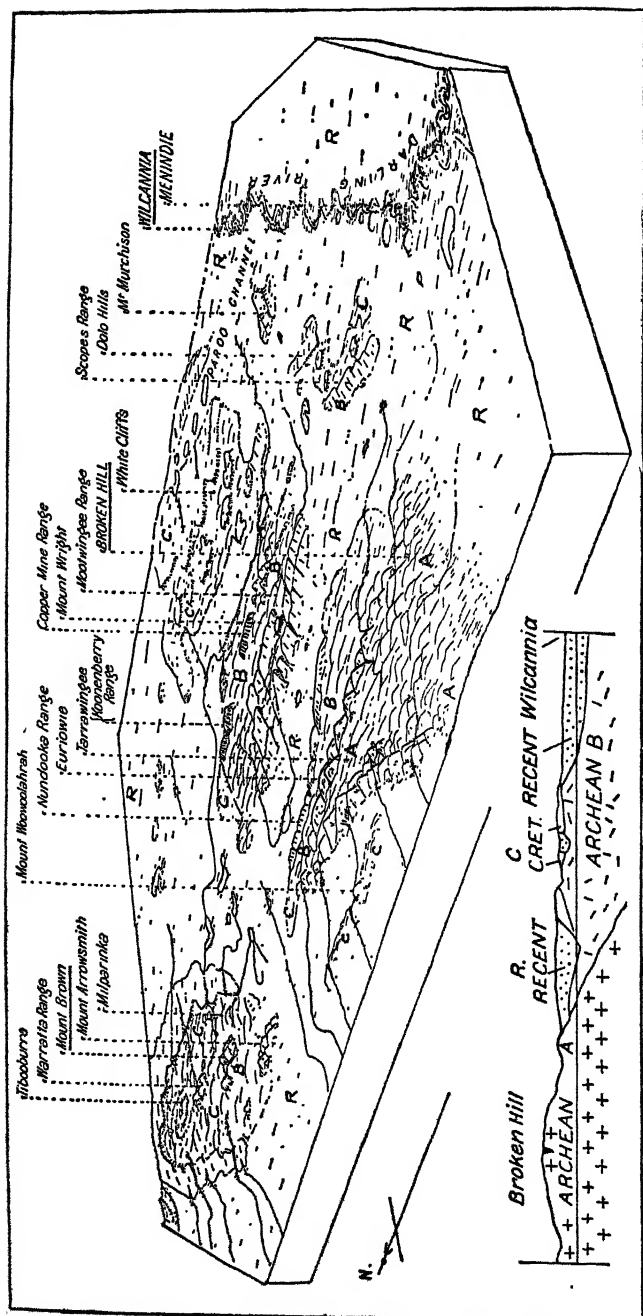 Tibooburra
Warratta Range
Mount Brown
Mount Arrowsmith
Milparinka
Mount Woowoolahrah
Nundooka Range
Euriowie
Tarrawingee
Koonenberry
Range
Copper Mine Range
Mount Wright
Mootwingee Range
BROKEN HILL
White Cliffs
Scopes Range
Dolo Hills
Mt Murchison
WILCANNIA
MENINDIE
PAROO CHANNEL
DARLING
RIVER
R
R
R
R
R
R
R
R
C
C
C
C
C
C
C
B
B
B
B
B
B
A
A
A
N.
Broken Hill
R.
RECENT
C
CRET. RECENT Wilcannia
ARCHEAN A
ARCHEAN B